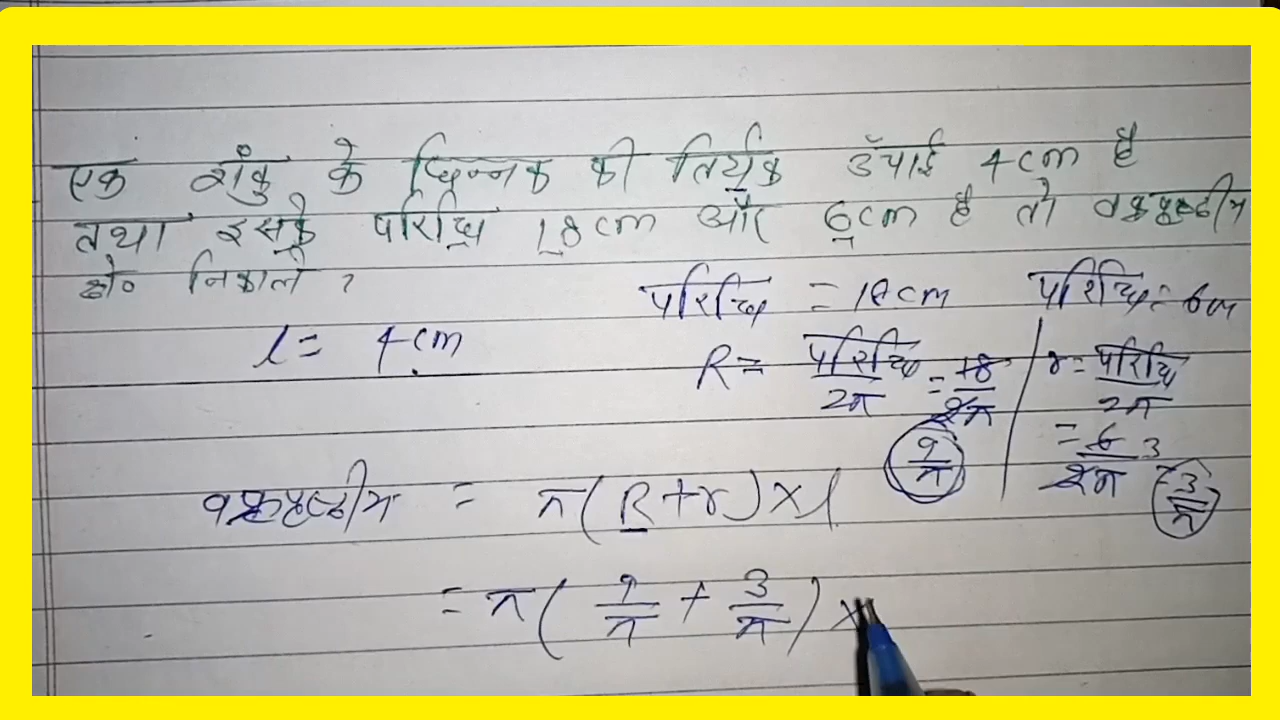 एक शंकु के छिन्नक की तिर्यक ऊँचाई 4cm है
तथा इसके परिधि 18cm और 6cm है तो वक्रपृष्ठीय
क्षे० निकाले ?
परिधि = 18cm परिधि = 6cm
l = 4cm
R = परिधि/2π = 18/2π
9/π
r = परिधि/2π
= 6/2π 3
3/π
वक्रपृष्ठीय = π(R+r)×l
= π(9/π + 3/π)×